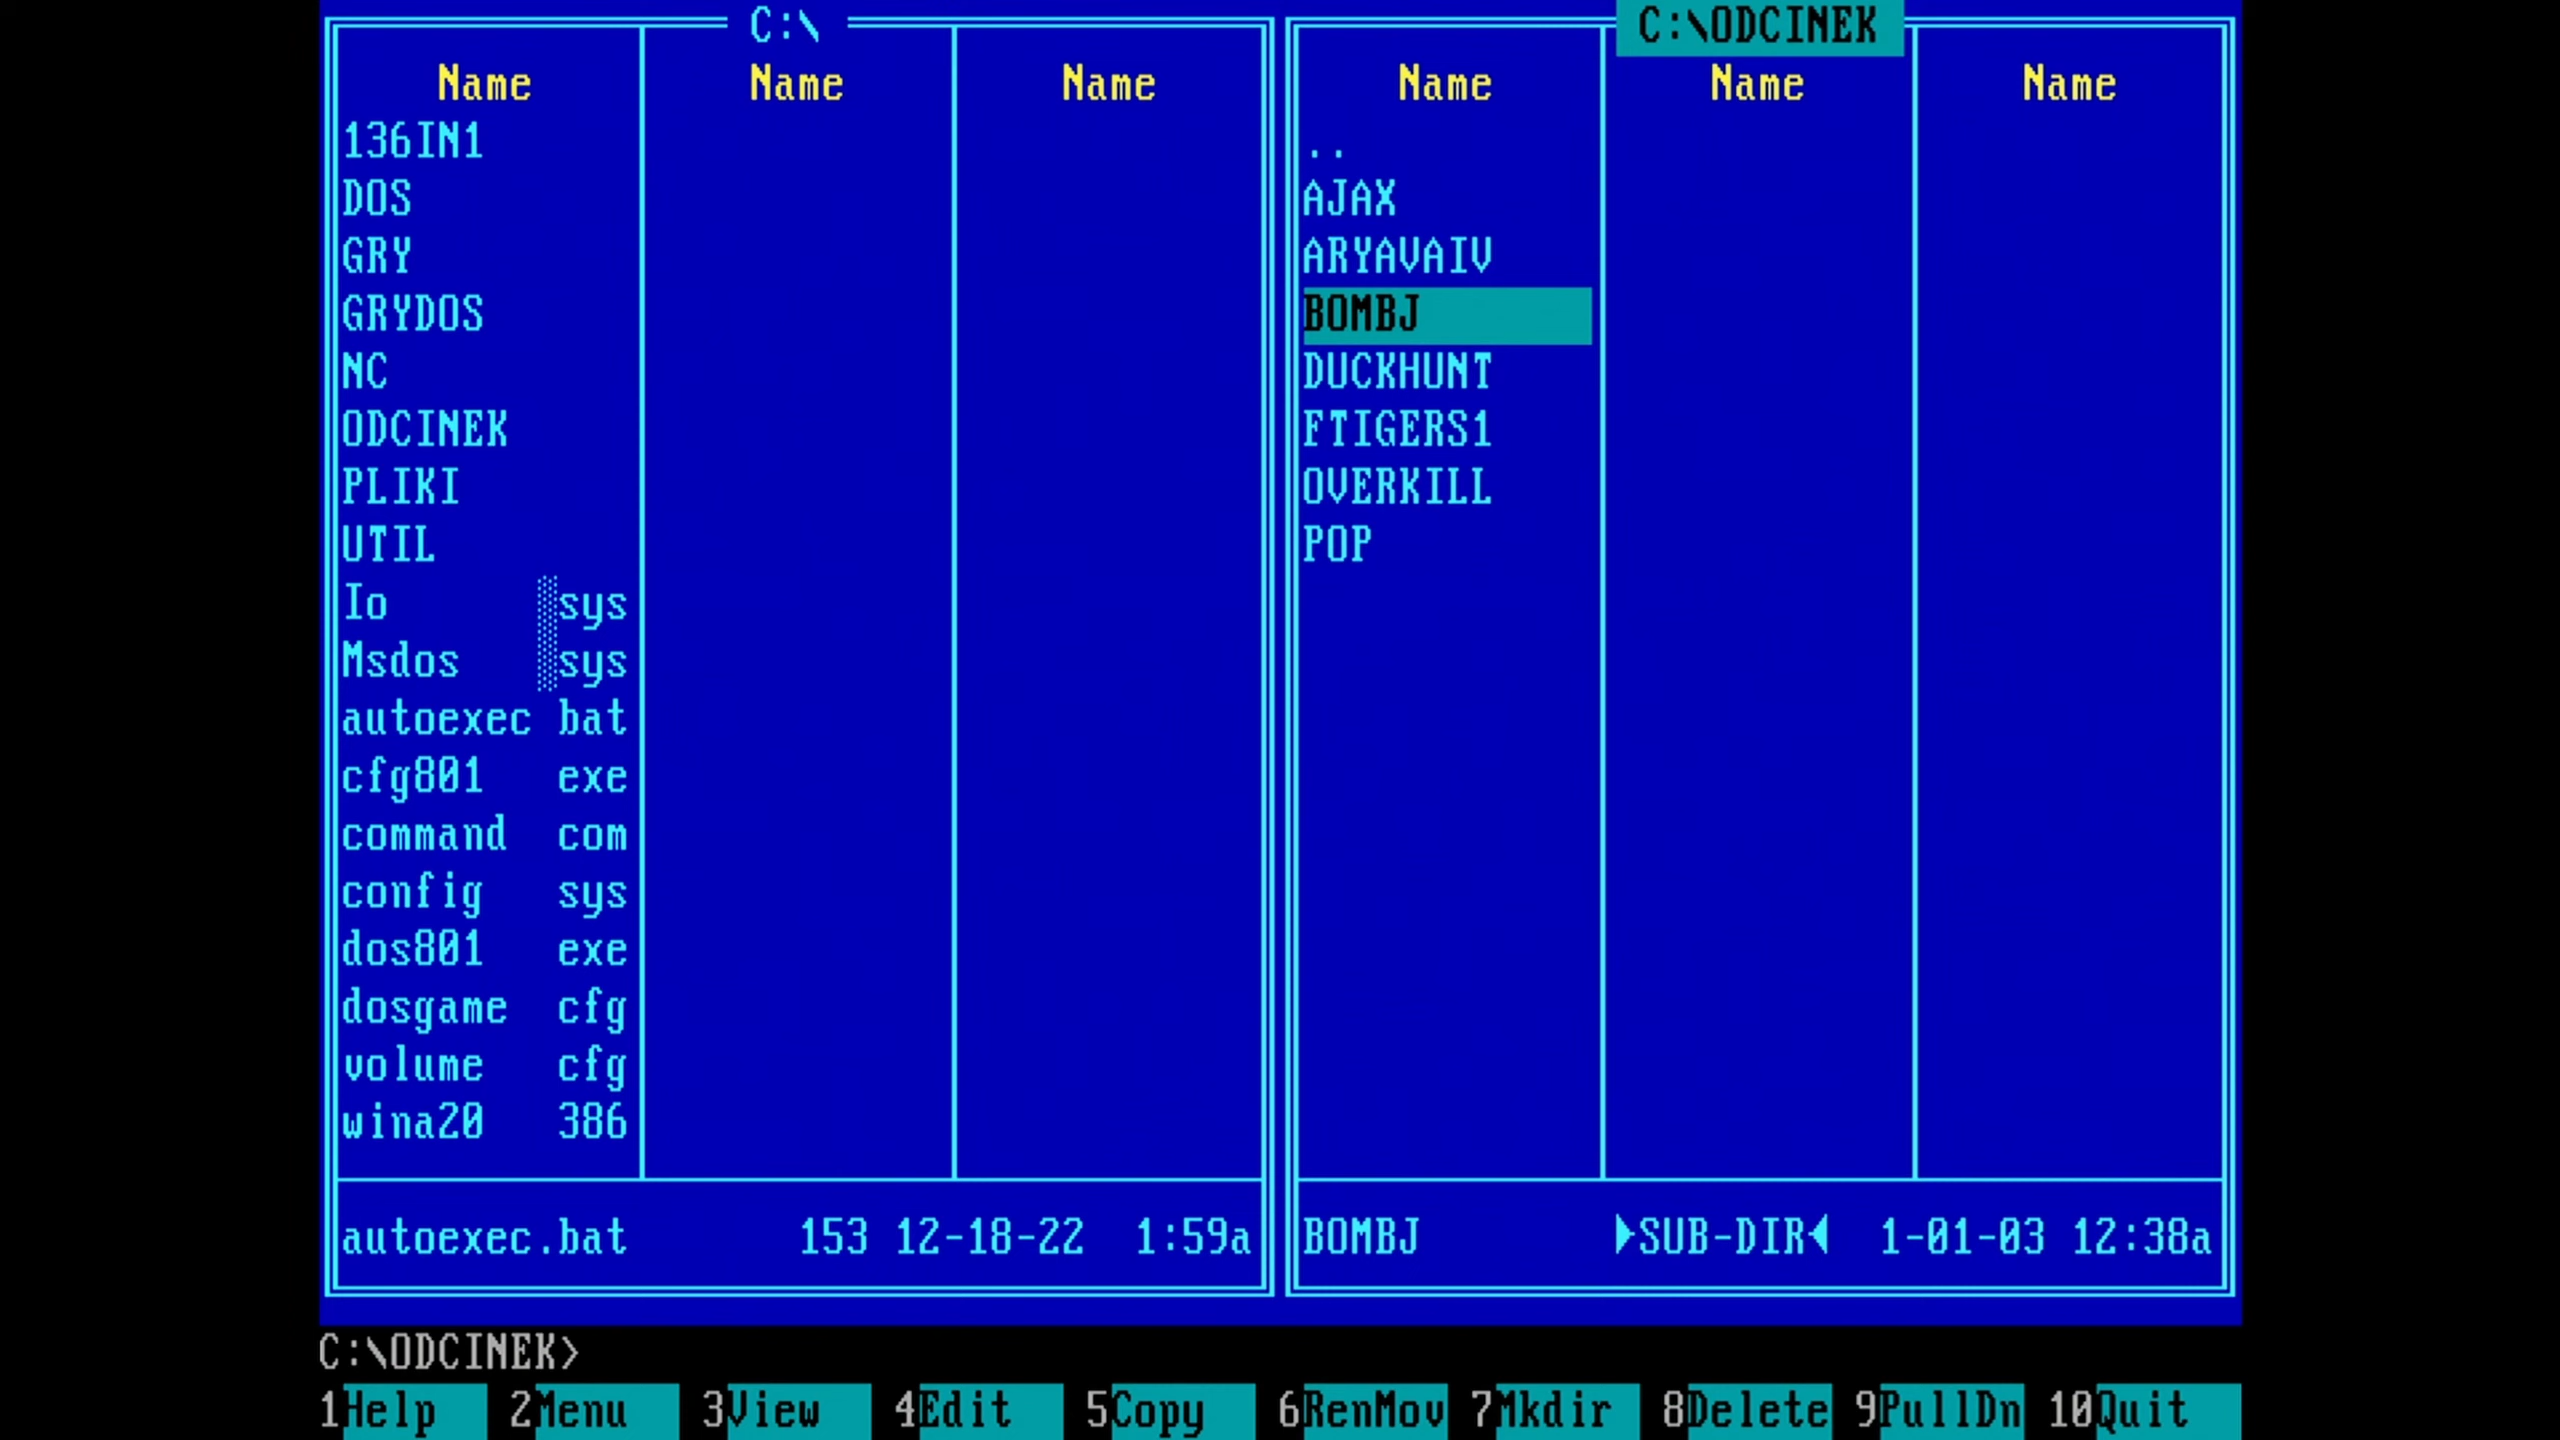 C:\
Name Name Name
136IN1
DOS
GRY
GRYDOS
NC
ODCINEK
PLIKI
UTIL
Io ░sys
Msdos ░sys
autoexec bat
cfg801 exe
command com
config sys
dos801 exe
dosgame cfg
volume cfg
wina20 386
autoexec.bat 153 12-18-22 1:59a
C:\ODCINEK
Name Name Name
..
AJAX
ARYAVAIV
BOMBJ
DUCKHUNT
FTIGERS1
OVERKILL
POP
BOMBJ ►SUB-DIR◄ 1-01-03 12:38a
C:\ODCINEK>
1Help 2Menu 3View 4Edit 5Copy 6RenMov 7Mkdir 8Delete 9PullDn 10Quit